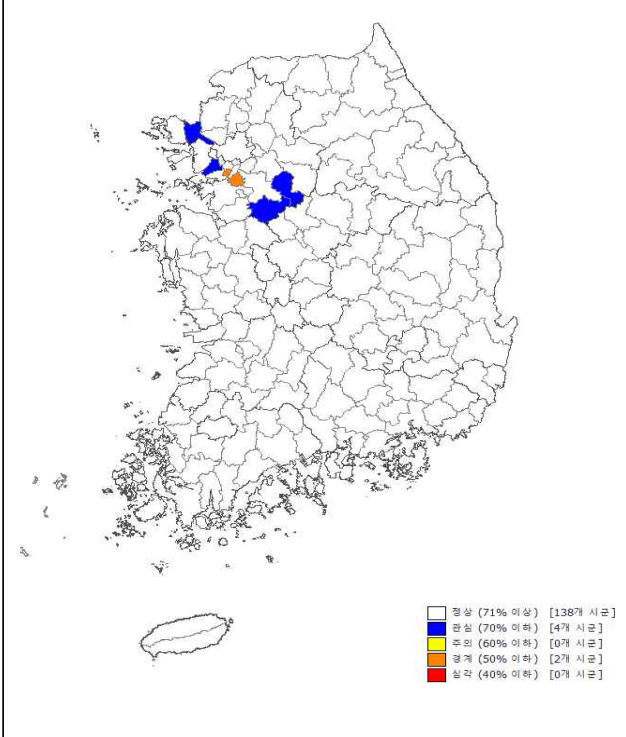 정상 (71% 이상) [138개 시군]
관심 (70% 이하) [4개 시군]
주의 (60% 이하) [0개 시군]
경계 (50% 이하) [2개 시군]
심각 (40% 이하) [0개 시군]